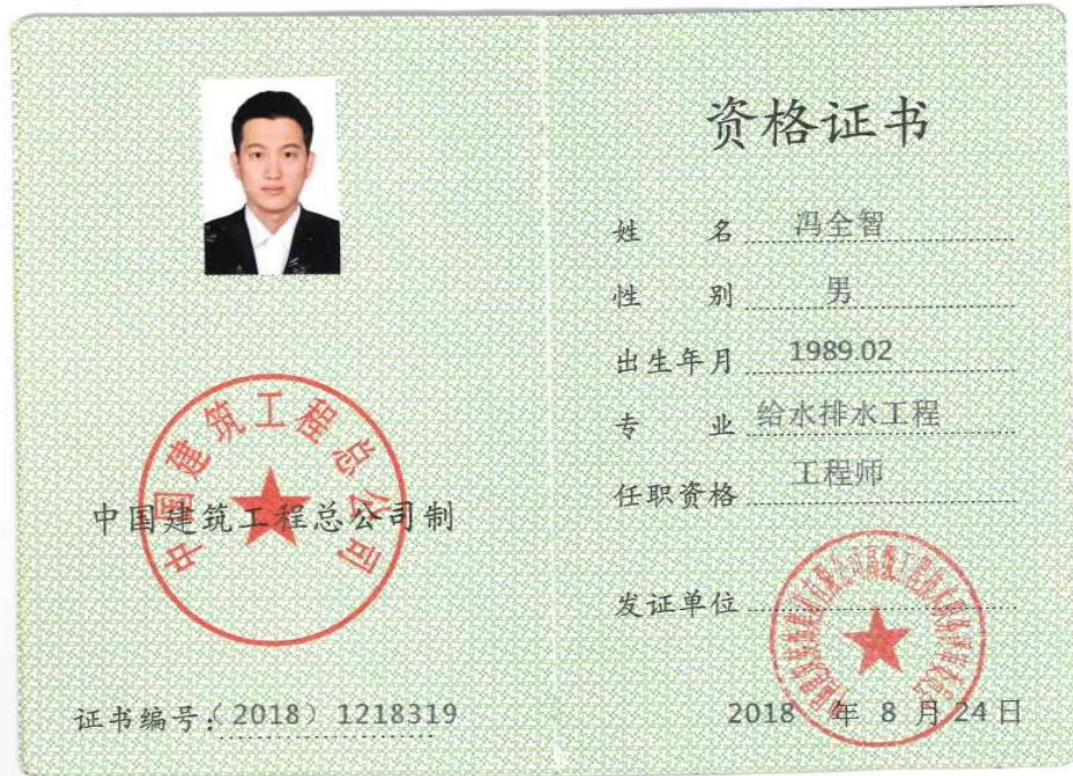 中国建筑工程总公司
中国建筑工程总公司制
证书编号:(2018)1218319
资格证书
姓 名 冯全智
性 别 男
出生年月 1989.02
专 业 给水排水工程
任职资格 工程师
发证单位
2018 年 8 月 24 日